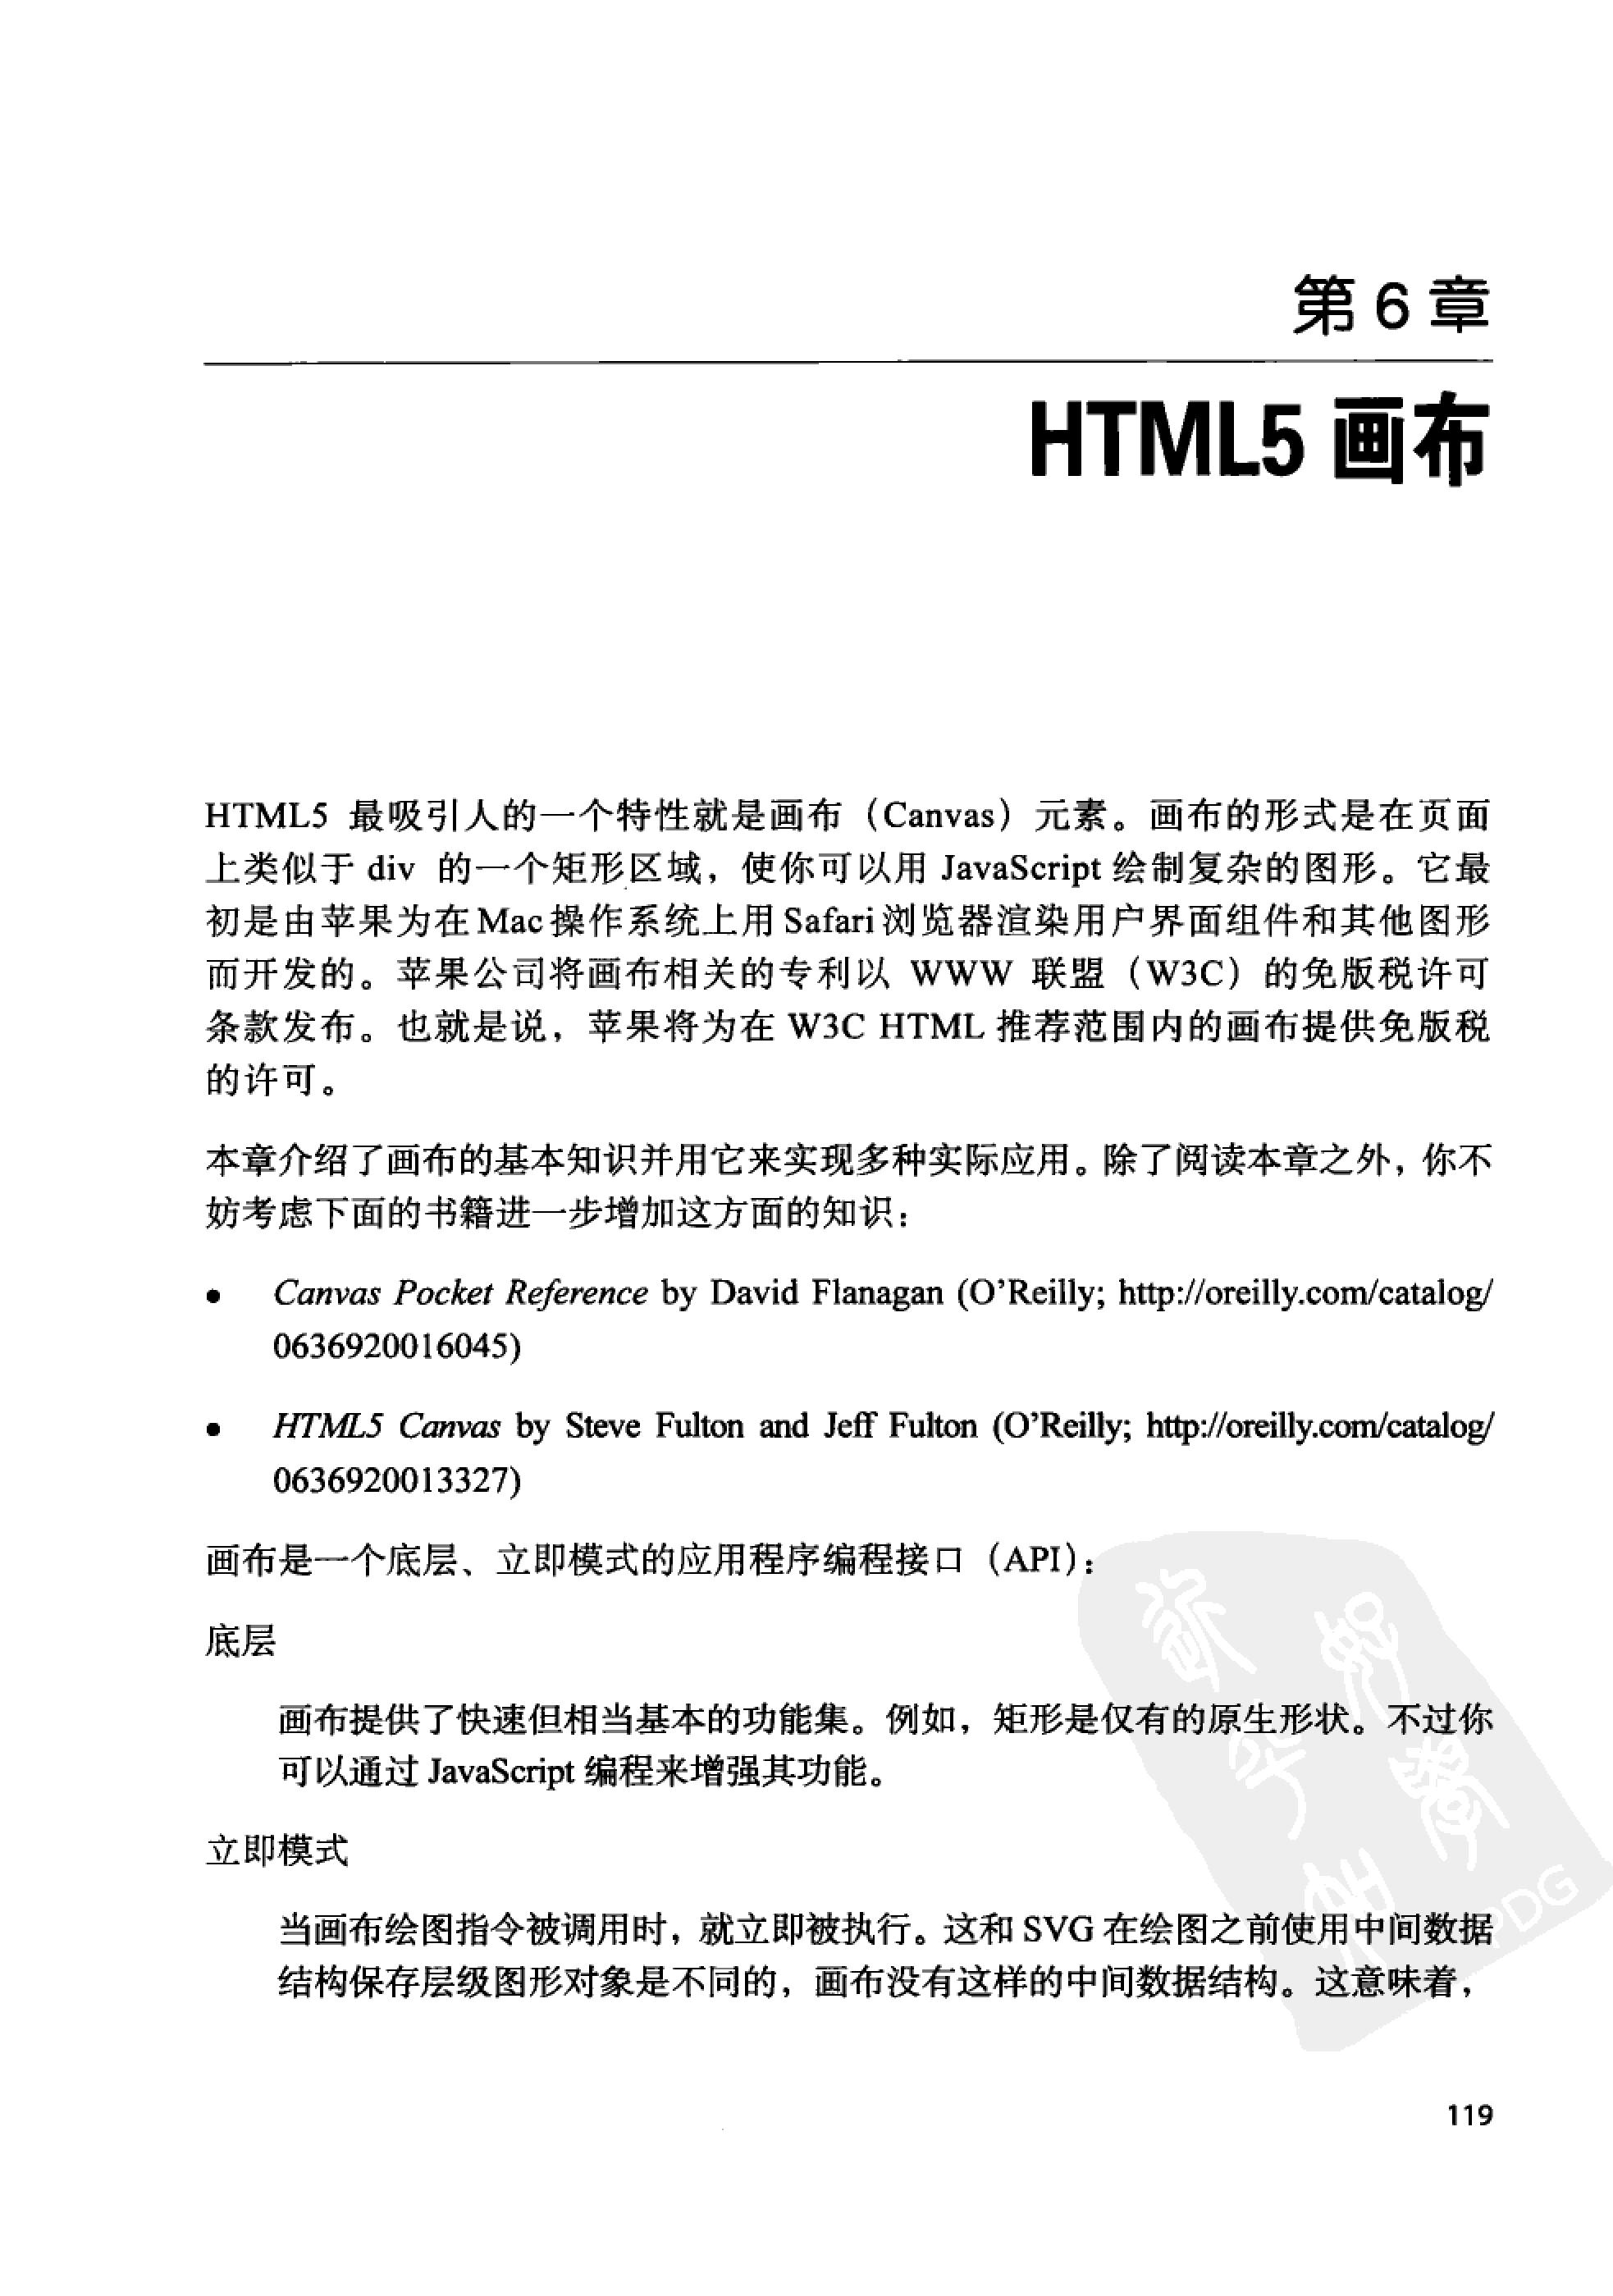 第 6 章
HTML5 画布
HTML5 最吸引人的一个特性就是画布（Canvas）元素。画布的形式是在页面
上类似于 div 的一个矩形区域，使你可以用 JavaScript 绘制复杂的图形。它最
初是由苹果为在 Mac 操作系统上用 Safari 浏览器渲染用户界面组件和其他图形
而开发的。苹果公司将画布相关的专利以 WWW 联盟（W3C）的免版税许可
条款发布。也就是说，苹果将为在 W3C HTML 推荐范围内的画布提供免版税
的许可。
本章介绍了画布的基本知识并用它来实现多种实际应用。除了阅读本章之外，你不
妨考虑下面的书籍进一步增加这方面的知识：
● Canvas Pocket Reference by David Flanagan (O’Reilly; http://oreilly.com/catalog/
0636920016045)
● HTML5 Canvas by Steve Fulton and Jeff Fulton (O’Reilly; http://oreilly.com/catalog/
0636920013327)
画布是一个底层、立即模式的应用程序编程接口（API）：
底层
画布提供了快速但相当基本的功能集。例如，矩形是仅有的原生形状。不过你
可以通过 JavaScript 编程来增强其功能。
立即模式
当画布绘图指令被调用时，就立即被执行。这和 SVG 在绘图之前使用中间数据
结构保存层级图形对象是不同的，画布没有这样的中间数据结构。这意味着，
PDG
119